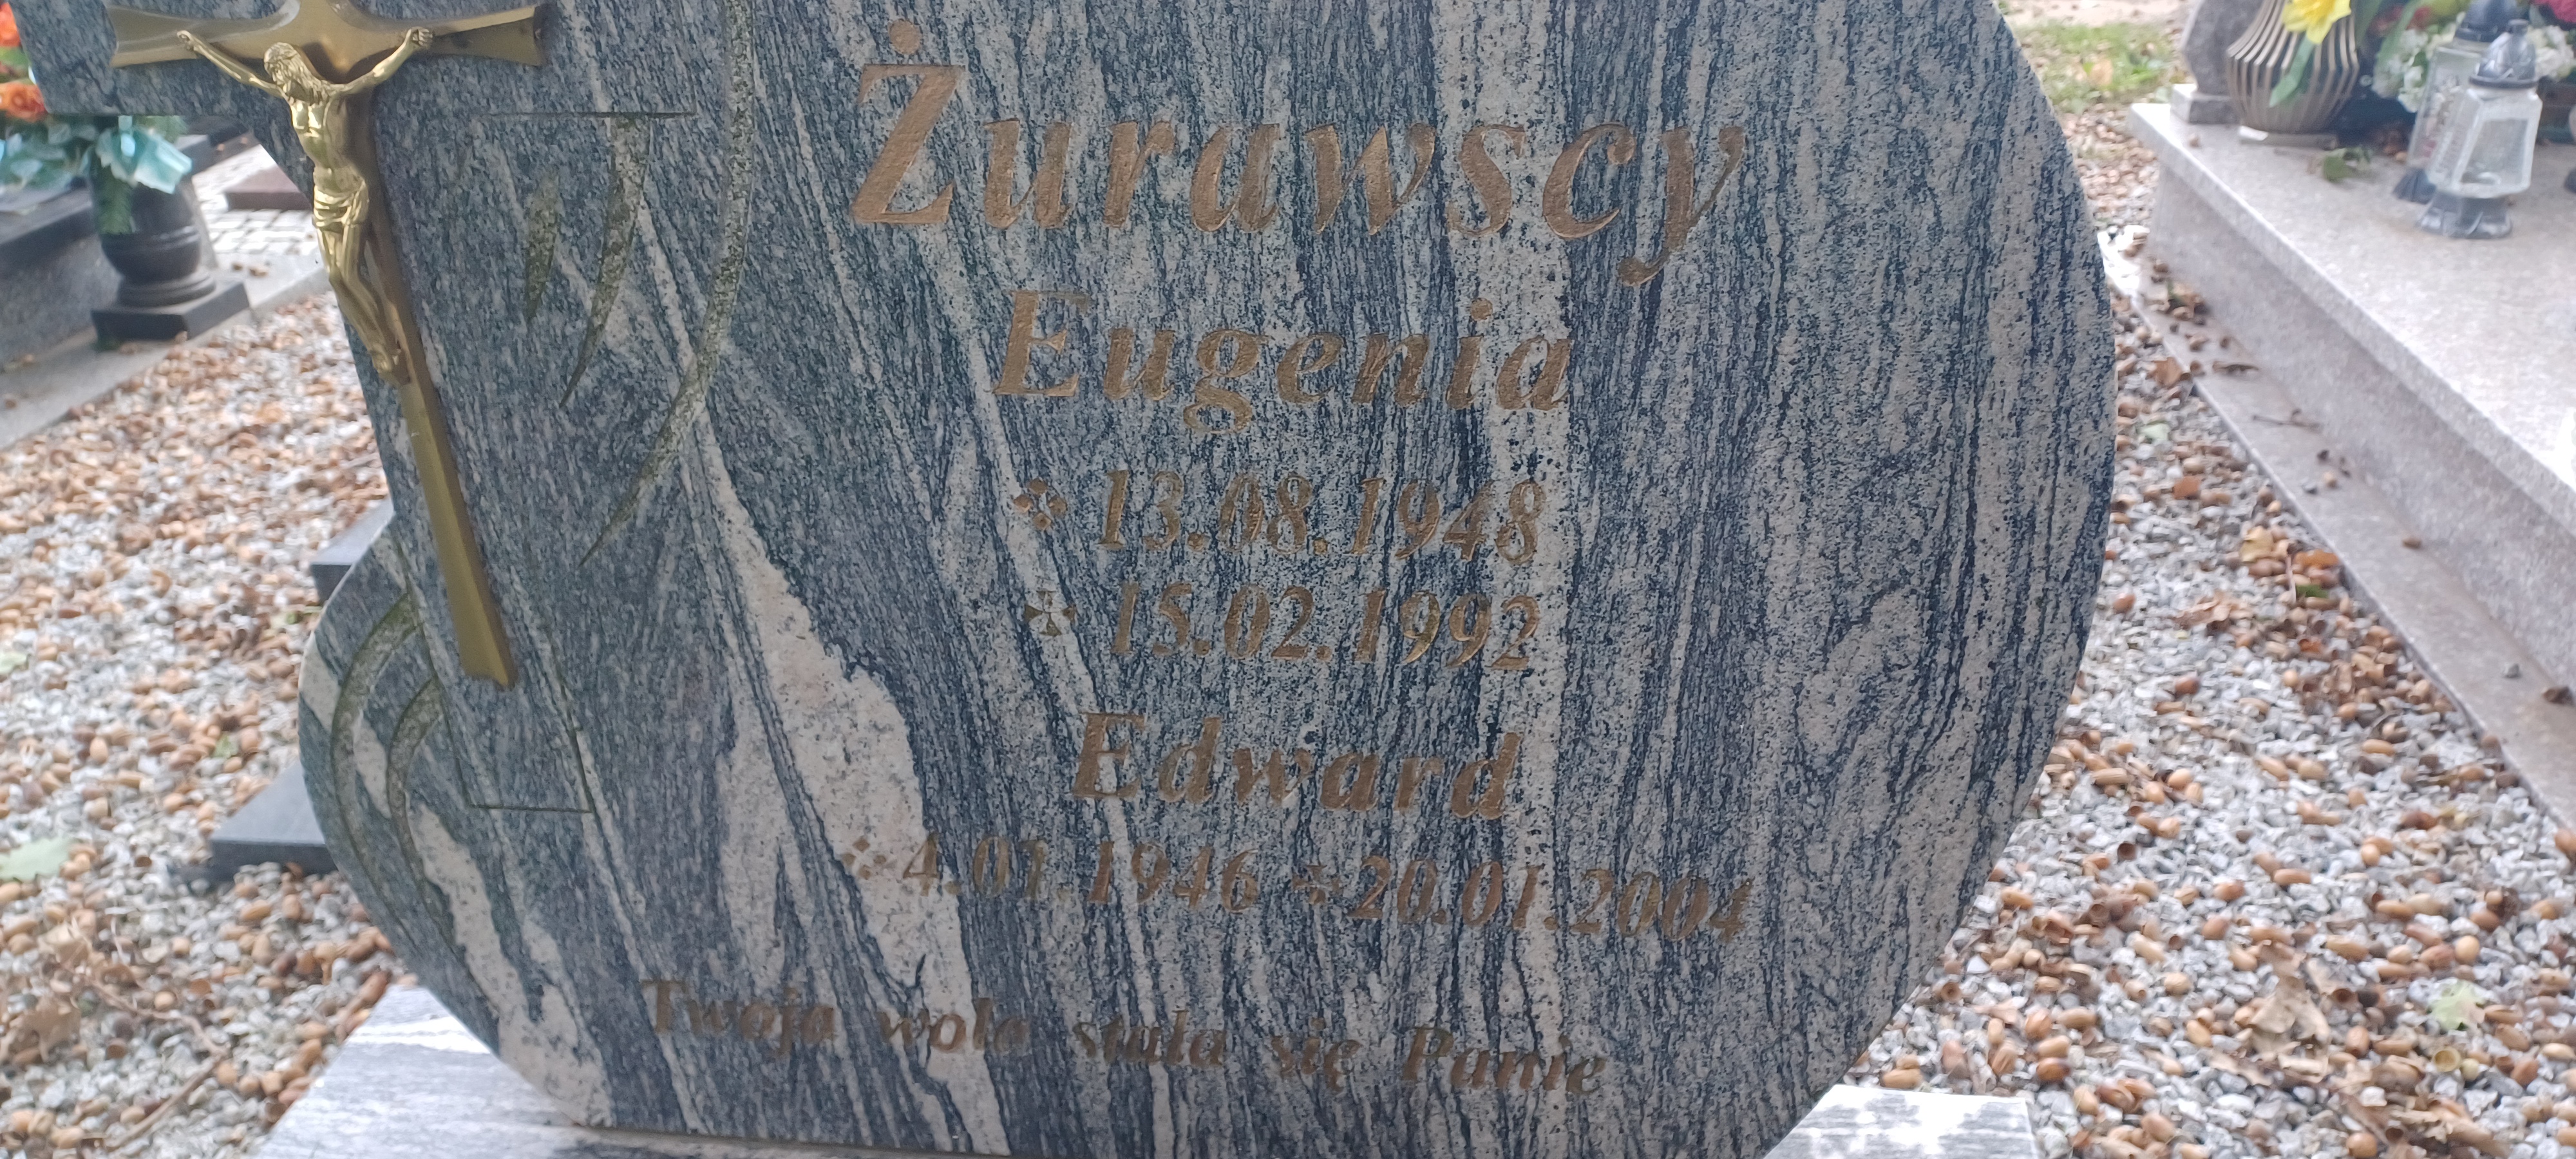 Żurawscy
Eugenia
13.08.1948
15.02.1992
Edward
4.01.1946 20.01.2004
Twoja wola stała się Panie